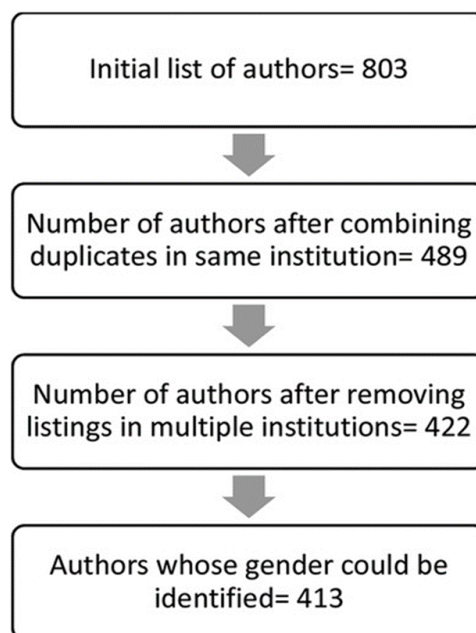 Initial list of authors= 803
Number of authors after combining
duplicates in same institution= 489
Number of authors after removing
listings in multiple institutions= 422
Authors whose gender could be
identified= 413